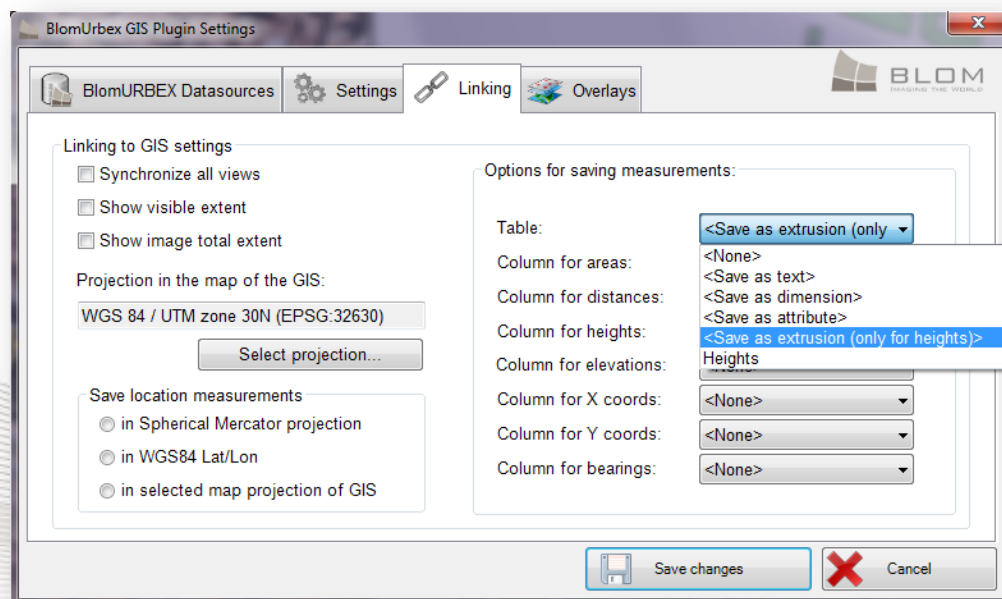 BlomUrbex GIS Plugin Settings
BLOM
IMAGING THE WORLD
BlomURBEX Datasources
Settings
Linking
Overlays
Linking to GIS settings
Synchronize all views
Show visible extent
Show image total extent
Projection in the map of the GIS:
WGS 84 / UTM zone 30N (EPSG:32630)
Select projection...
Save location measurements
in Spherical Mercator projection
in WGS84 Lat/Lon
in selected map projection of GIS
Options for saving measurements:
Table: <Save as extrusion (only
<None>
<Save as text>
<Save as dimension>
<Save as attribute>
<Save as extrusion (only for heights)>
Heights
Column for areas:
Column for distances:
Column for heights:
Column for elevations:
Column for X coords: <None>
Column for Y coords: <None>
Column for bearings: <None>
Save changes
Cancel